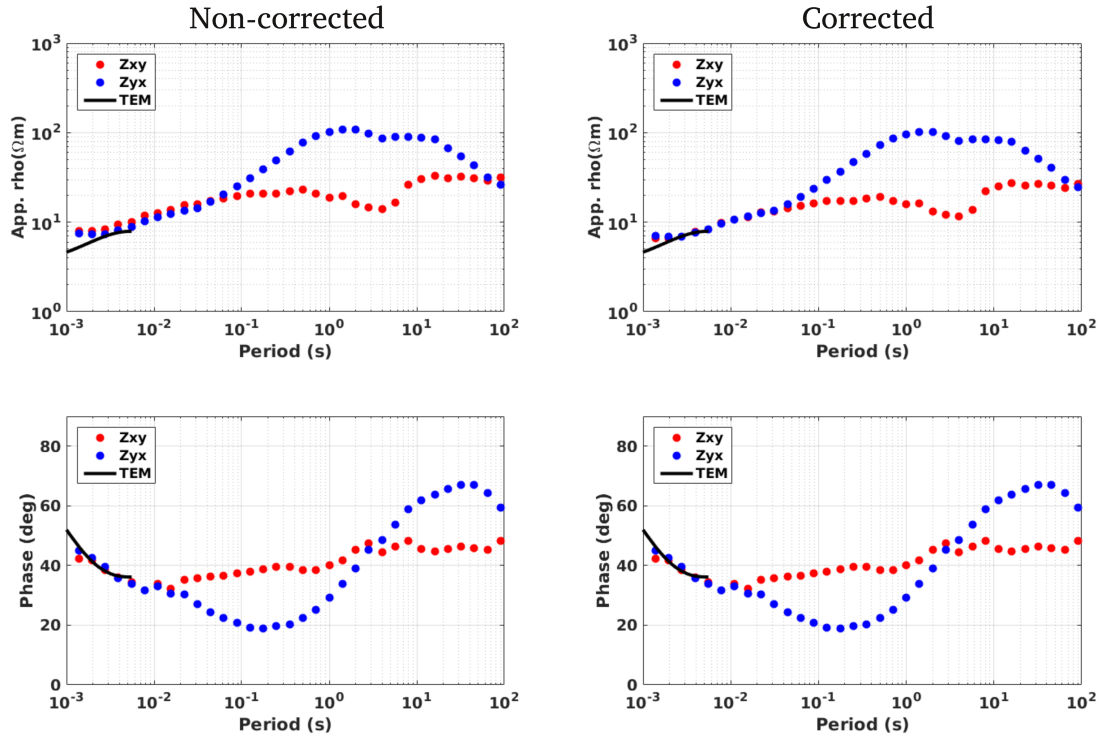 Non-corrected
Corrected
10³
10²
10¹
10⁰
App. rho(Ωm)
Zxy
Zyx
TEM
10⁻³ 10⁻² 10⁻¹ 10⁰ 10¹ 10²
Period (s)
10³
10²
10¹
10⁰
App. rho(Ωm)
Zxy
Zyx
TEM
10⁻³ 10⁻² 10⁻¹ 10⁰ 10¹ 10²
Period (s)
80
60
40
20
0
Phase (deg)
Zxy
Zyx
TEM
10⁻³ 10⁻² 10⁻¹ 10⁰ 10¹ 10²
Period (s)
80
60
40
20
0
Phase (deg)
Zxy
Zyx
TEM
10⁻³ 10⁻² 10⁻¹ 10⁰ 10¹ 10²
Period (s)